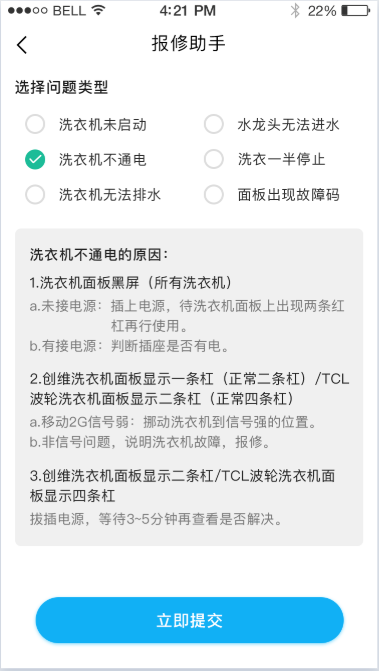 BELL 4:21 PM 22%
报修助手
选择问题类型
洗衣机未启动 水龙头无法进水
洗衣机不通电 洗衣一半停止
洗衣机无法排水 面板出现故障码
洗衣机不通电的原因：
1.洗衣机面板黑屏（所有洗衣机）
a.未接电源：插上电源，待洗衣机面板上出现两条红
杠再行使用。
b.有接电源：判断插座是否有电。
2.创维洗衣机面板显示一条杠（正常二条杠）/TCL
波轮洗衣机面板显示二条杠（正常四条杠）
a.移动2G信号弱：挪动洗衣机到信号强的位置。
b.非信号问题，说明洗衣机故障，报修。
3.创维洗衣机面板显示二条杠/TCL波轮洗衣机面
板显示四条杠
拔插电源，等待3~5分钟再查看是否解决。
立即提交